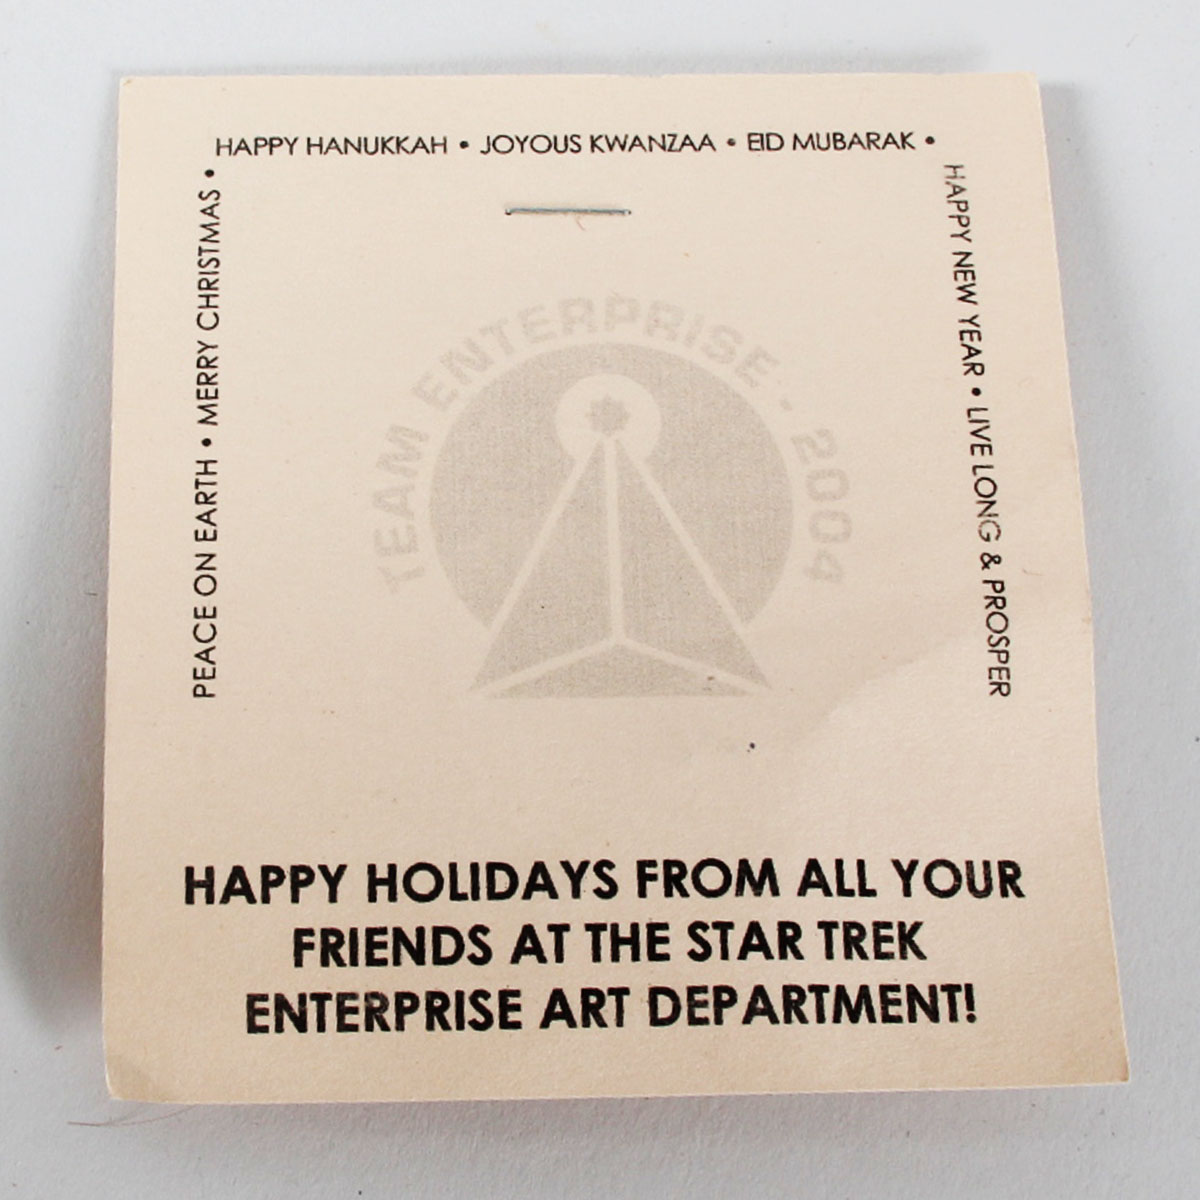 PEACE ON EARTH • MERRY CHRISTMAS •
HAPPY HANUKKAH • JOYOUS KWANZAA • EID MUBARAK •
HAPPY NEW YEAR • LIVE LONG & PROSPER
TEAM ENTERPRISE - 2004
HAPPY HOLIDAYS FROM ALL YOUR
FRIENDS AT THE STAR TREK
ENTERPRISE ART DEPARTMENT!